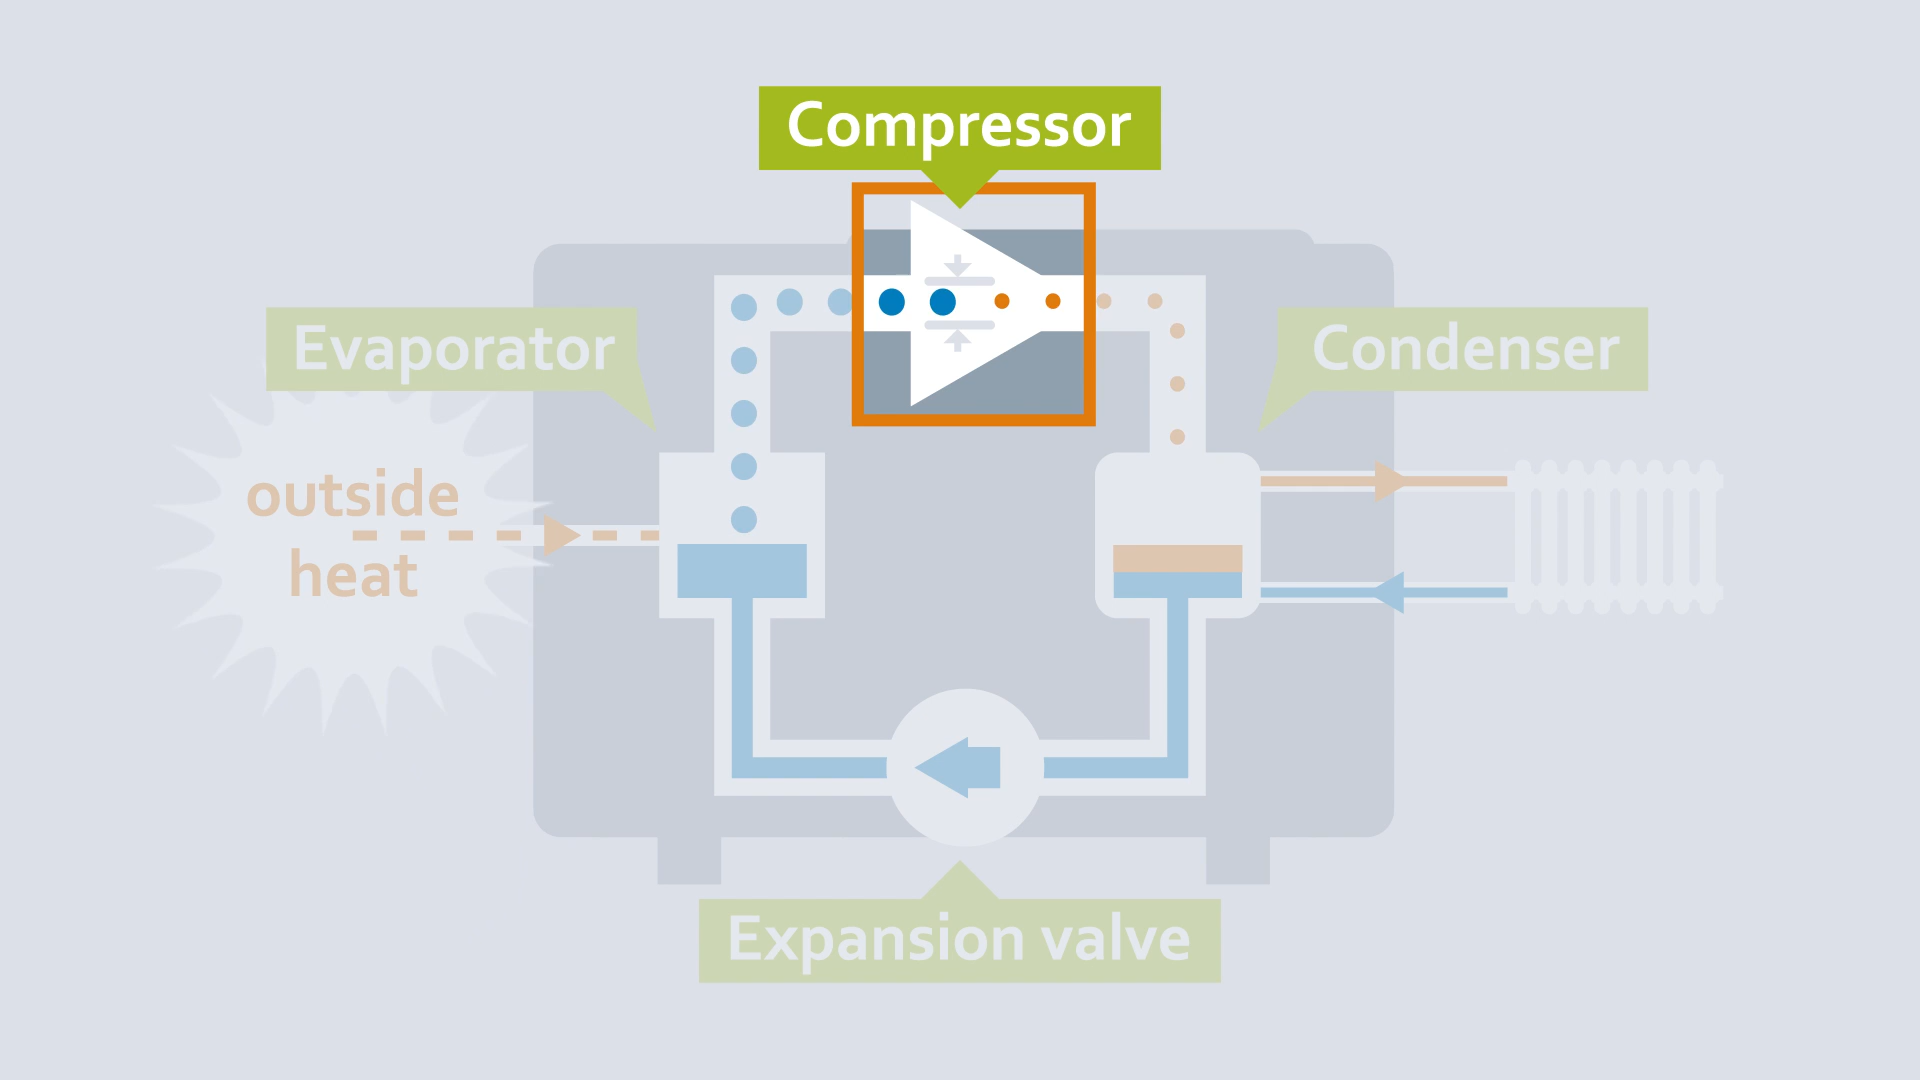 Compressor
Evaporator
Condenser
outside
heat
Expansion valve